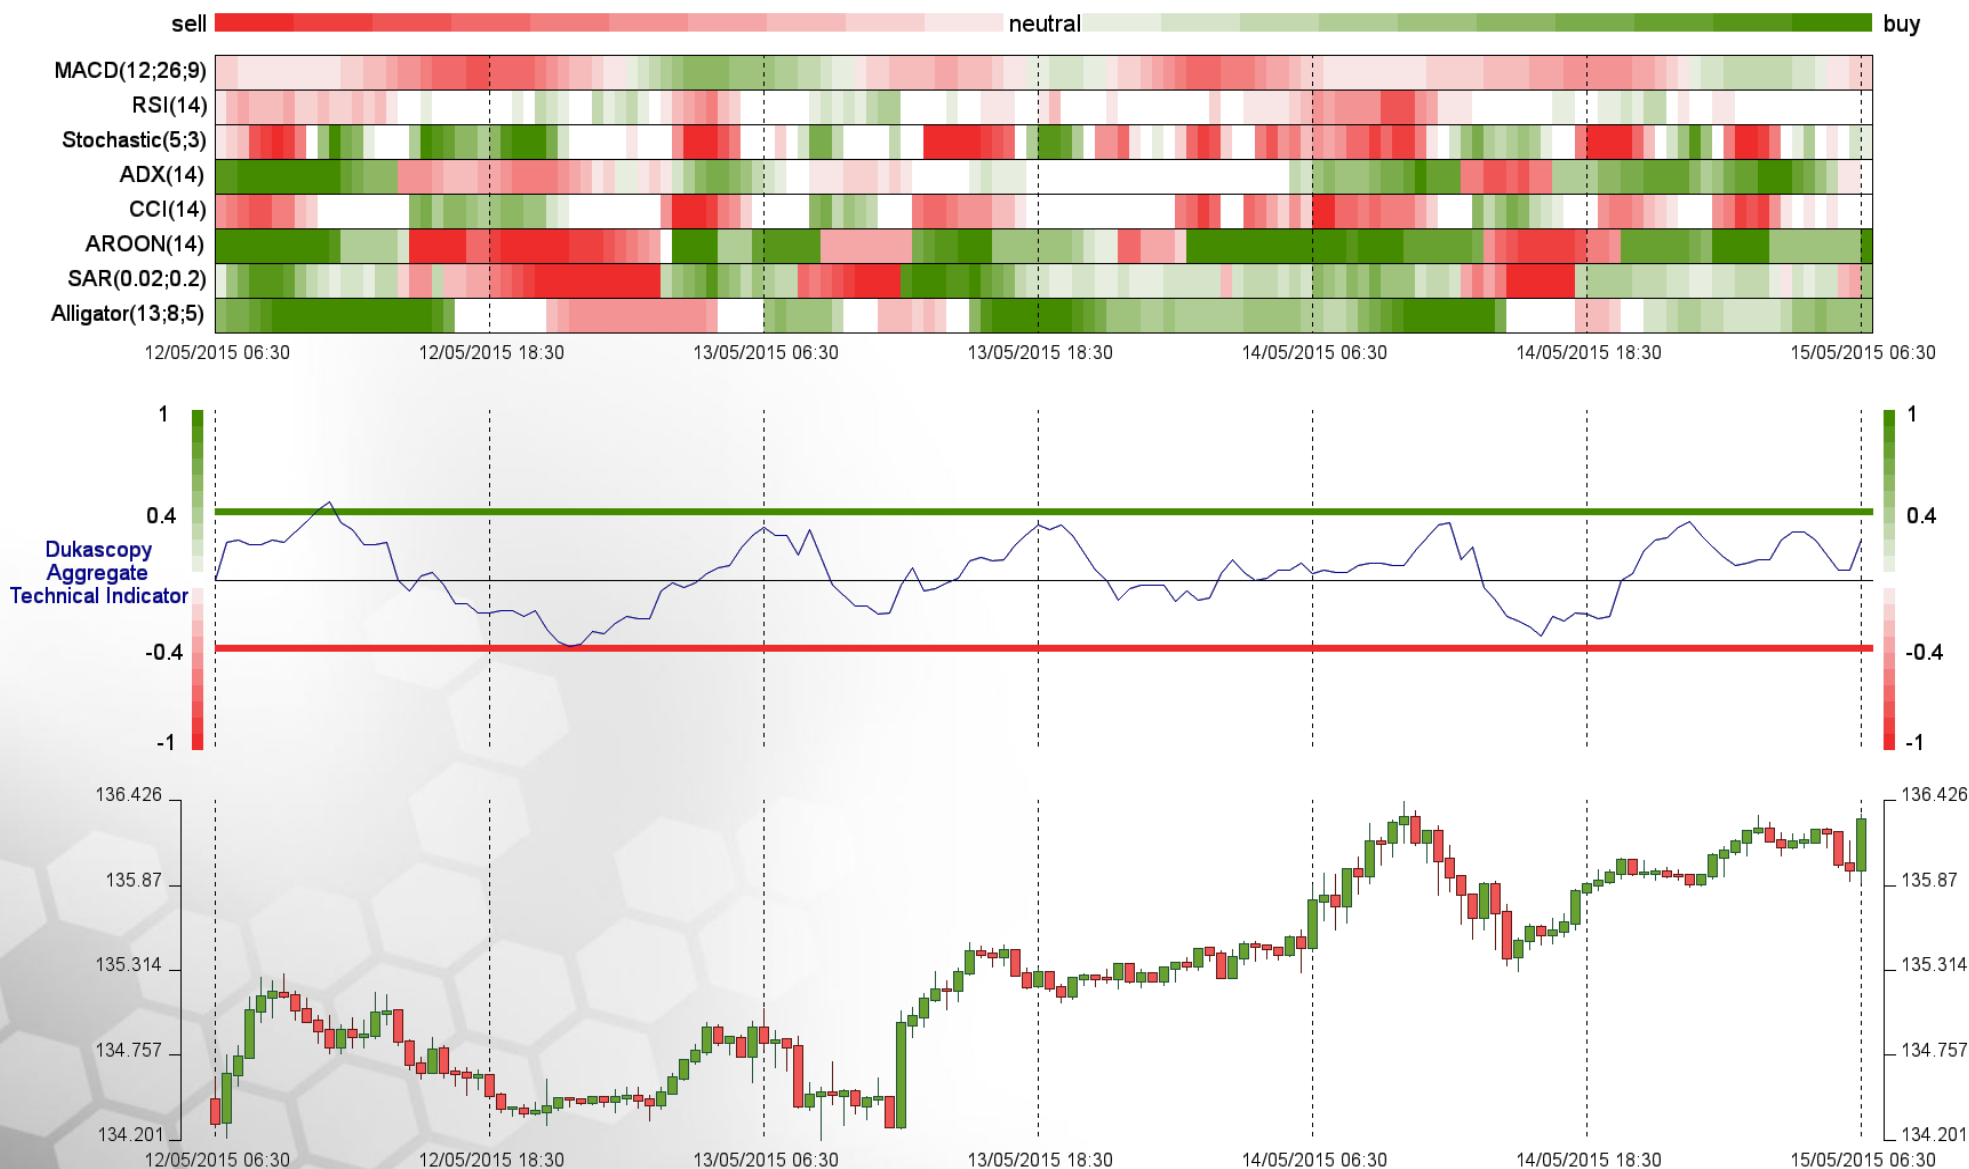 sell neutral buy
MACD(12;26;9)
RSI(14)
Stochastic(5;3)
ADX(14)
CCI(14)
AROON(14)
SAR(0.02;0.2)
Alligator(13;8;5)
12/05/2015 06:30 12/05/2015 18:30 13/05/2015 06:30 13/05/2015 18:30 14/05/2015 06:30 14/05/2015 18:30 15/05/2015 06:30
1 1
0.4 0.4
Dukascopy
Aggregate
Technical Indicator
-0.4 -0.4
-1 -1
136.426 136.426
135.87 135.87
135.314 135.314
134.757 134.757
134.201 134.201
12/05/2015 06:30 12/05/2015 18:30 13/05/2015 06:30 13/05/2015 18:30 14/05/2015 06:30 14/05/2015 18:30 15/05/2015 06:30